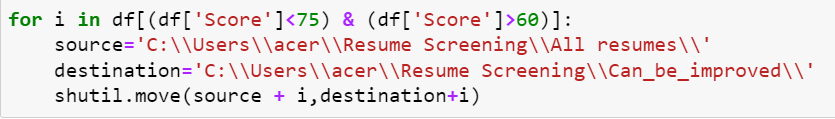 for i in df[(df['Score']<75) & (df['Score']>60)]:
    source='C:\\Users\\acer\\Resume Screening\\All resumes\\'
    destination='C:\\Users\\acer\\Resume Screening\\Can_be_improved\\'
    shutil.move(source + i,destination+i)